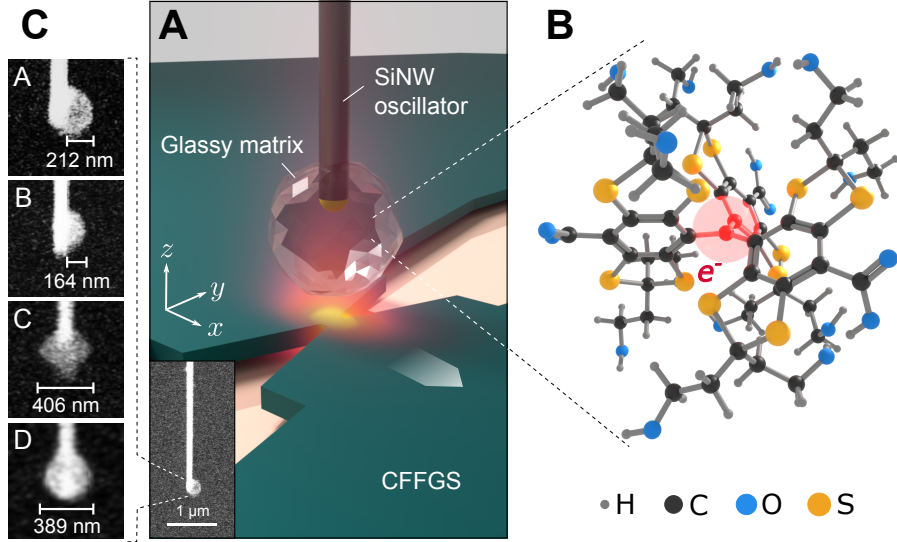 C
A
212 nm
B
164 nm
C
406 nm
D
389 nm
A
SiNW
oscillator
Glassy matrix
z
y
x
1 µm
CFFGS
B
e-
H
C
O
S